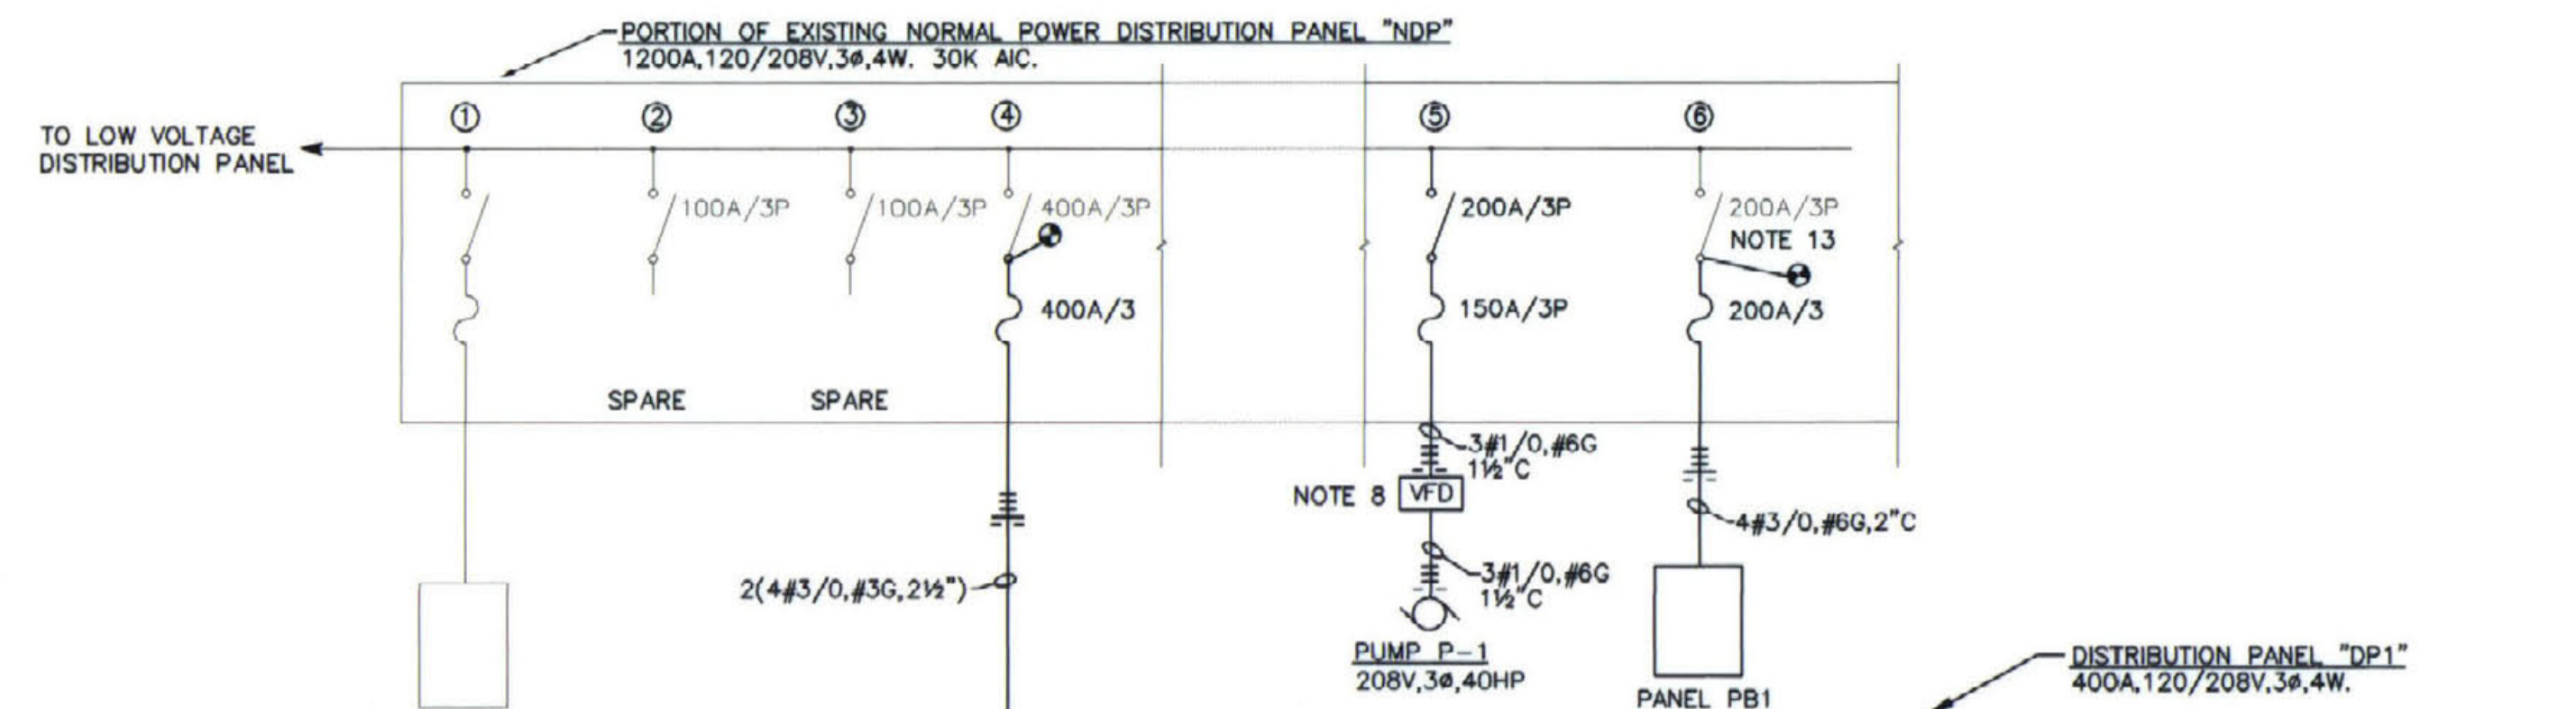 PORTION OF EXISTING NORMAL POWER DISTRIBUTION PANEL "NDP"
1200A,120/208V,3ø,4W. 30K AIC.
TO LOW VOLTAGE
DISTRIBUTION PANEL
1
2
3
4
5
6
100A/3P
100A/3P
400A/3P
200A/3P
200A/3P
NOTE 13
400A/3
150A/3P
200A/3
SPARE
SPARE
3#1/0,#6G
1½"C
NOTE 8
VFD
4#3/0,#6G,2"C
2(4#3/0,#3G,2½")
3#1/0,#6G
1½"C
PUMP P-1
208V,3ø,40HP
PANEL PB1
DISTRIBUTION PANEL "DP1"
400A,120/208V,3ø,4W.